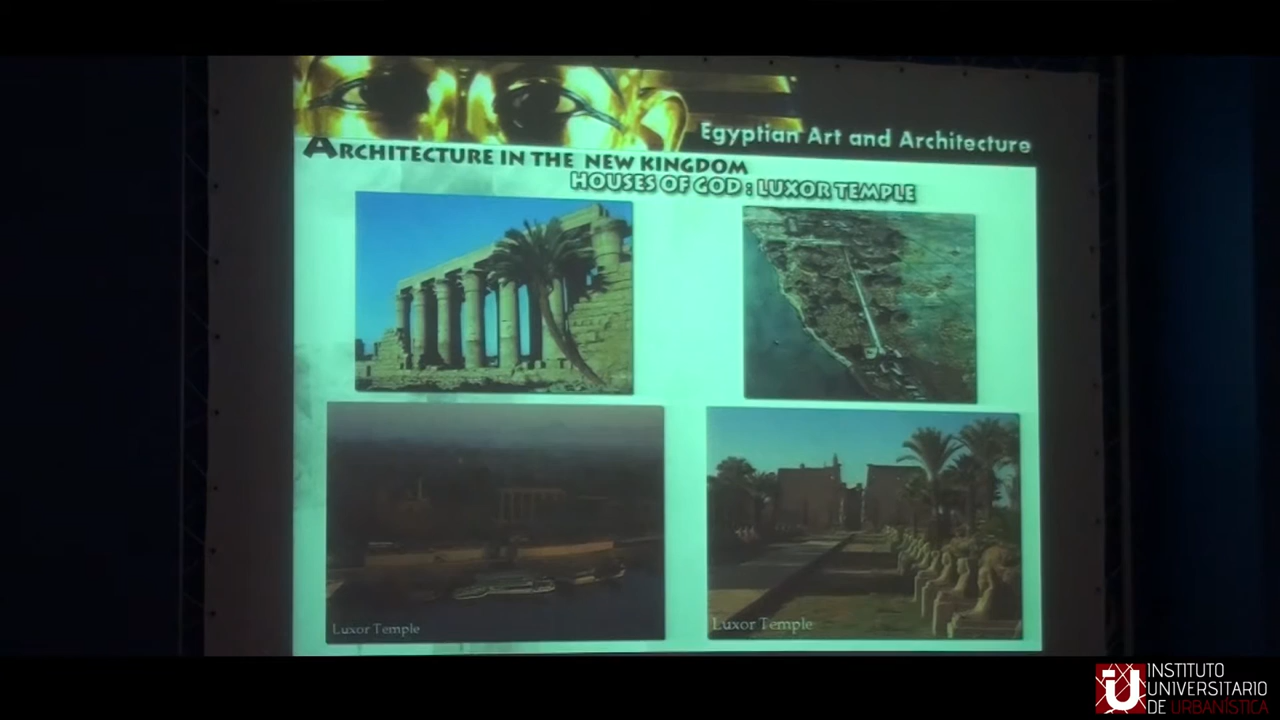 Egyptian Art and Architecture
ARCHITECTURE IN THE NEW KINGDOM
HOUSES OF GOD : LUXOR TEMPLE
Luxor Temple
Luxor Temple
INSTITUTO
UNIVERSITARIO
DE URBANÍSTICA